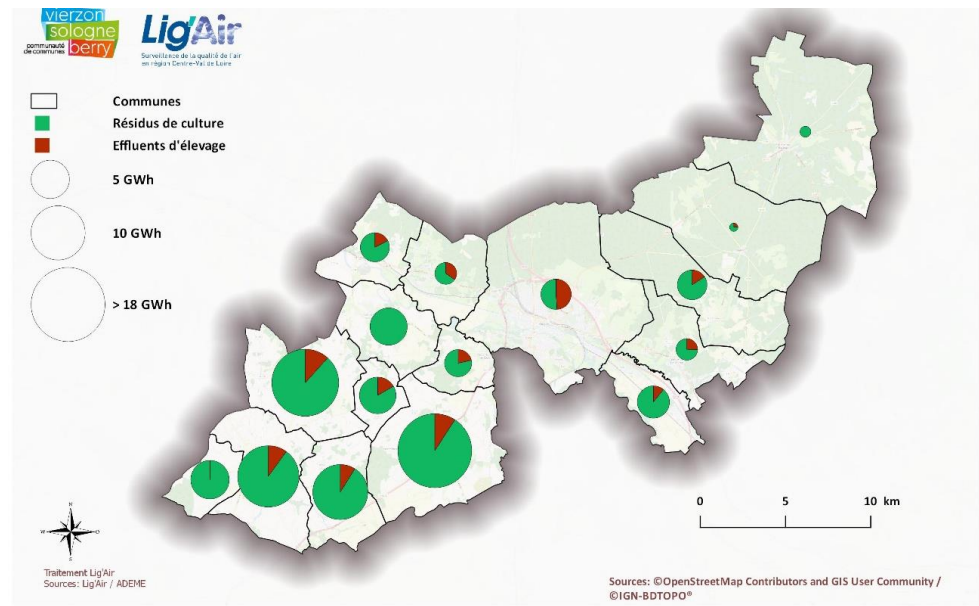 vierzon
sologne
berry
communauté
de communes
Lig'Air
Surveillance de la qualité de l'air
en région Centre-Val de Loire
Communes
Résidus de culture
Effluents d'élevage
5 GWh
10 GWh
> 18 GWh
0 5 10 km
N
W E
S
Traitement Lig'Air
Sources: Lig'Air / ADEME
Sources: ©OpenStreetMap Contributors and GIS User Community /
©IGN-BDTOPO®